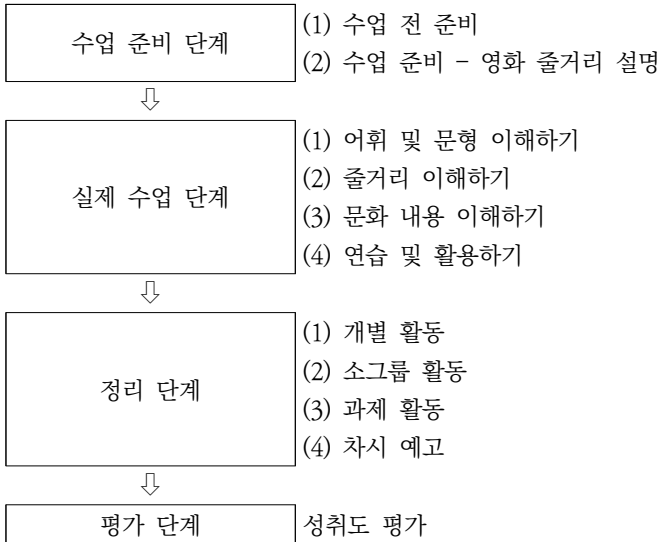 수업 준비 단계
(1) 수업 전 준비
(2) 수업 준비 - 영화 줄거리 설명
⇩
실제 수업 단계
(1) 어휘 및 문형 이해하기
(2) 줄거리 이해하기
(3) 문화 내용 이해하기
(4) 연습 및 활용하기
⇩
정리 단계
(1) 개별 활동
(2) 소그룹 활동
(3) 과제 활동
(4) 차시 예고
⇩
평가 단계
성취도 평가